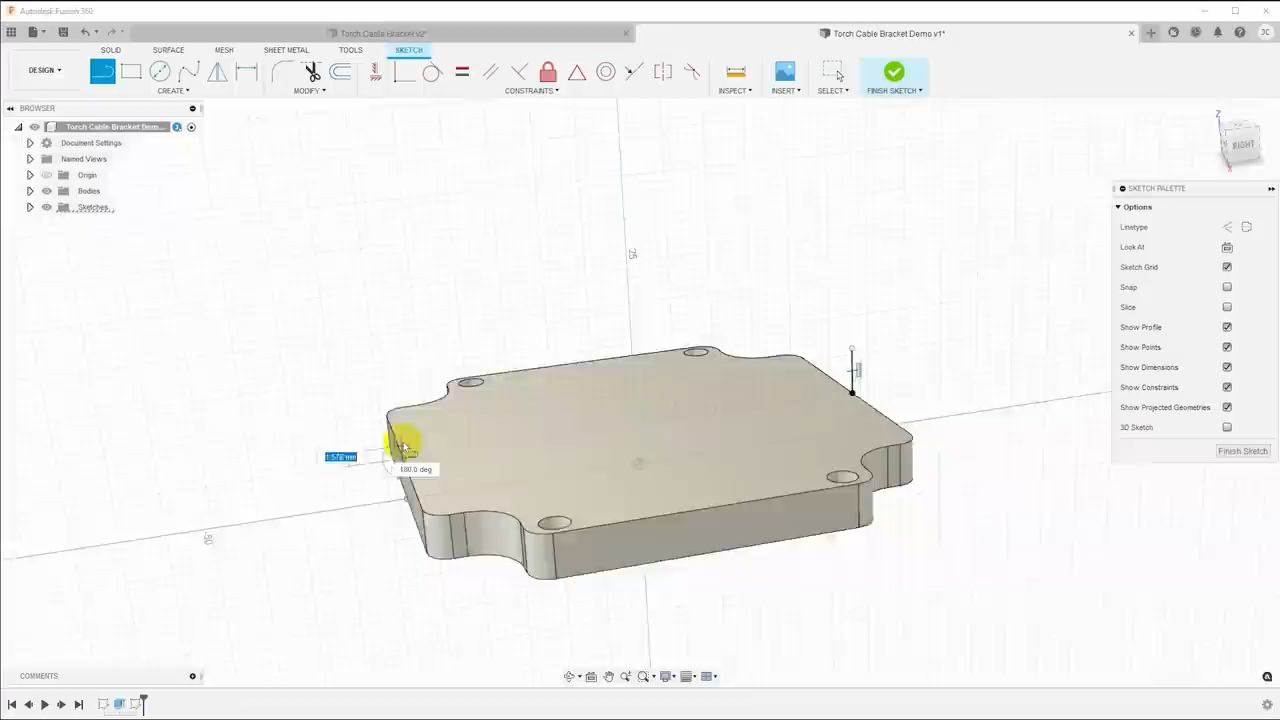 Autodesk Fusion 360
Torch Cable Bracket v2*
Torch Cable Bracket Demo v1*
JC
SOLID
SURFACE
MESH
SHEET METAL
TOOLS
SKETCH
DESIGN
CREATE
MODIFY
CONSTRAINTS
INSPECT
INSERT
SELECT
FINISH SKETCH
BROWSER
Torch Cable Bracket Dem...
Document Settings
Named Views
Origin
Bodies
Sketches
Z
RIGHT
SKETCH PALETTE
Options
Linetype
Look At
Sketch Grid
Snap
Slice
Show Profile
Show Points
Show Dimensions
Show Constraints
Show Projected Geometries
3D Sketch
Finish Sketch
25
180.0 deg
50
COMMENTS